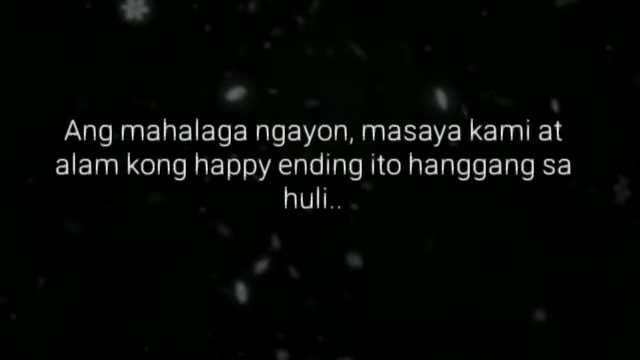 Ang mahalaga ngayon, masaya kami at
alam kong happy ending ito hanggang sa
huli..